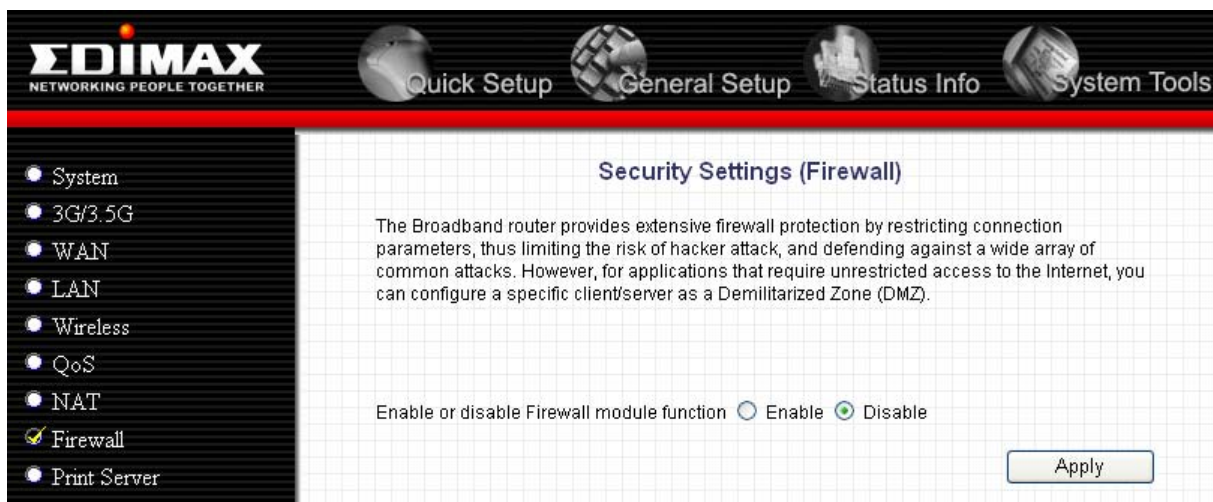 EDIMAX
NETWORKING PEOPLE TOGETHER
Quick Setup
General Setup
Status Info
System Tools
System
3G/3.5G
WAN
LAN
Wireless
QoS
NAT
Firewall
Print Server
Security Settings (Firewall)
The Broadband router provides extensive firewall protection by restricting connection
parameters, thus limiting the risk of hacker attack, and defending against a wide array of
common attacks. However, for applications that require unrestricted access to the Internet, you
can configure a specific client/server as a Demilitarized Zone (DMZ).
Enable or disable Firewall module function Enable Disable
Apply